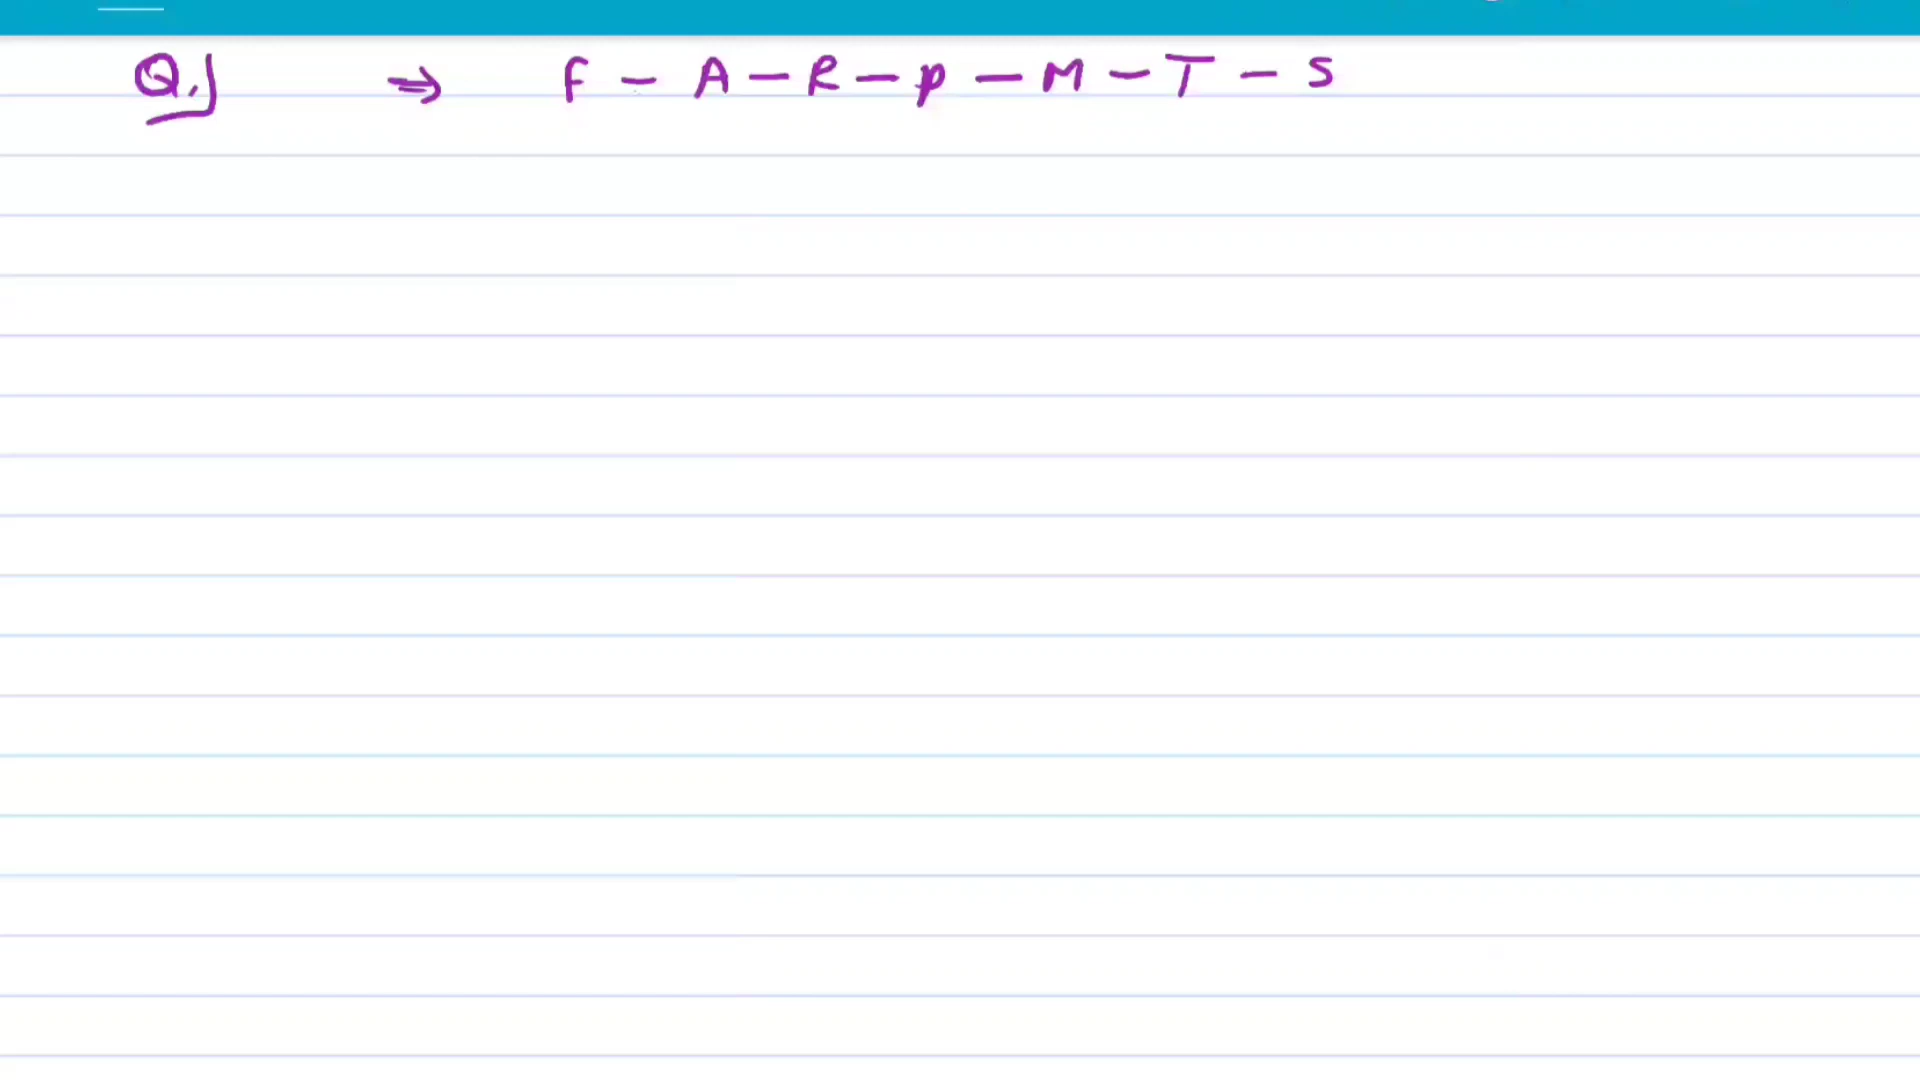 Q.) ⇒ F - A - R - P - M - T - S